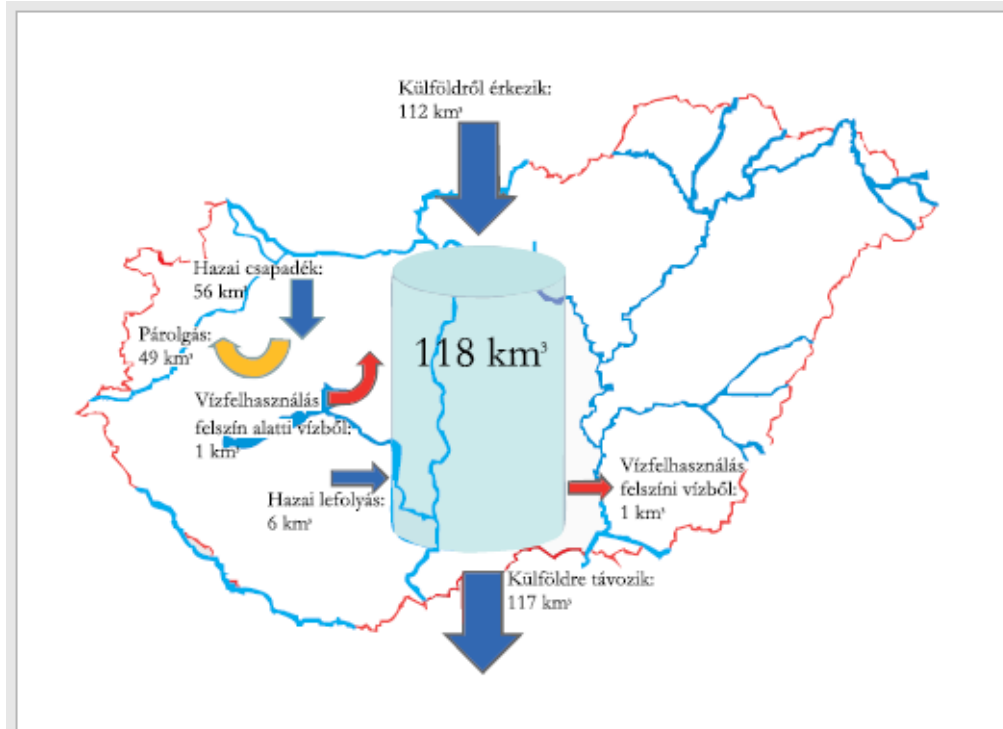 Külföldről érkezik:
112 km³
Hazai csapadék:
56 km³
Párolgás:
49 km³
118 km³
Vízfelhasználás
felszín alatti vízből:
1 km³
Hazai lefolyás:
6 km³
Vízfelhasználás
felszíni vízből:
1 km³
Külföldre távozik:
117 km³